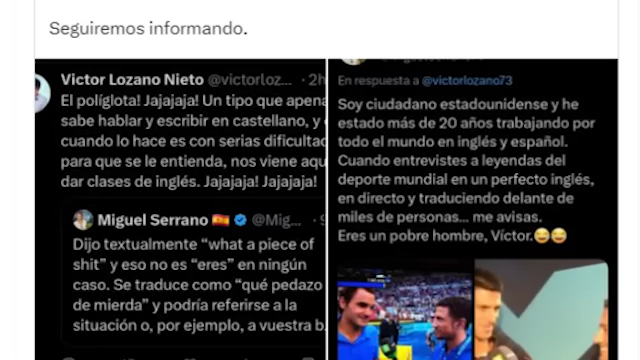 Seguiremos informando.
Victor Lozano Nieto @victorloz... · 2h
El políglota! Jajajaja! Un tipo que apena
sabe hablar y escribir en castellano, y
cuando lo hace es con serias dificultad
para que se le entienda, nos viene aqu
dar clases de inglés. Jajajaja! Jajajaja!
Miguel Serrano 🇪🇸 @Mig...
Dijo textualmente “what a piece of
shit” y eso no es “eres” en ningún
caso. Se traduce como “qué pedazo
de mierda” y podría referirse a la
situación o, por ejemplo, a vuestra b
En respuesta a @victorlozano73
Soy ciudadano estadounidense y he
estado más de 20 años trabajando por
todo el mundo en inglés y español.
Cuando entrevistes a leyendas del
deporte mundial en un perfecto inglés,
en directo y traduciendo delante de
miles de personas... me avisas.
Eres un pobre hombre, Víctor.😂😂